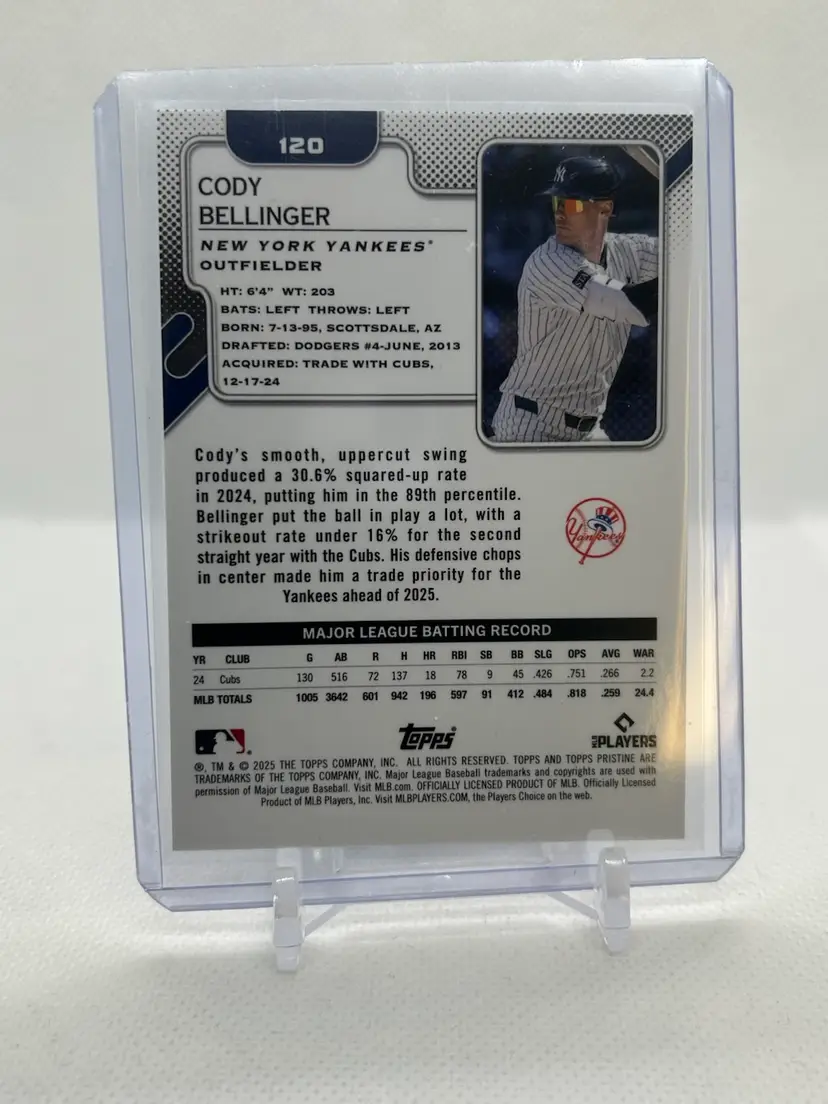 120
CODY
BELLINGER
NEW YORK YANKEES®
OUTFIELDER
HT: 6'4" WT: 203
BATS: LEFT THROWS: LEFT
BORN: 7-13-95, SCOTTSDALE, AZ
DRAFTED: DODGERS #4-JUNE, 2013
ACQUIRED: TRADE WITH CUBS,
12-17-24
Cody's smooth, uppercut swing
produced a 30.6% squared-up rate
in 2024, putting him in the 89th percentile.
Bellinger put the ball in play a lot, with a
strikeout rate under 16% for the second
straight year with the Cubs. His defensive chops
in center made him a trade priority for the
Yankees ahead of 2025.
Yankees
MAJOR LEAGUE BATTING RECORD
YR CLUB G AB R H HR RBI SB BB SLG OPS AVG WAR
24 Cubs 130 516 72 137 18 78 9 45 .426 .751 .266 2.2
MLB TOTALS 1005 3642 601 942 196 597 91 412 .484 .818 .259 24.4
topps®
MLB PLAYERS
®, TM & © 2025 THE TOPPS COMPANY, INC. ALL RIGHTS RESERVED. TOPPS AND TOPPS PRISTINE ARE
TRADEMARKS OF THE TOPPS COMPANY, INC. Major League Baseball trademarks and copyrights are used with
permission of Major League Baseball. Visit MLB.com. OFFICIALLY LICENSED PRODUCT OF MLB. Officially Licensed
Product of MLB Players, Inc. Visit MLBPLAYERS.COM, the Players Choice on the web.